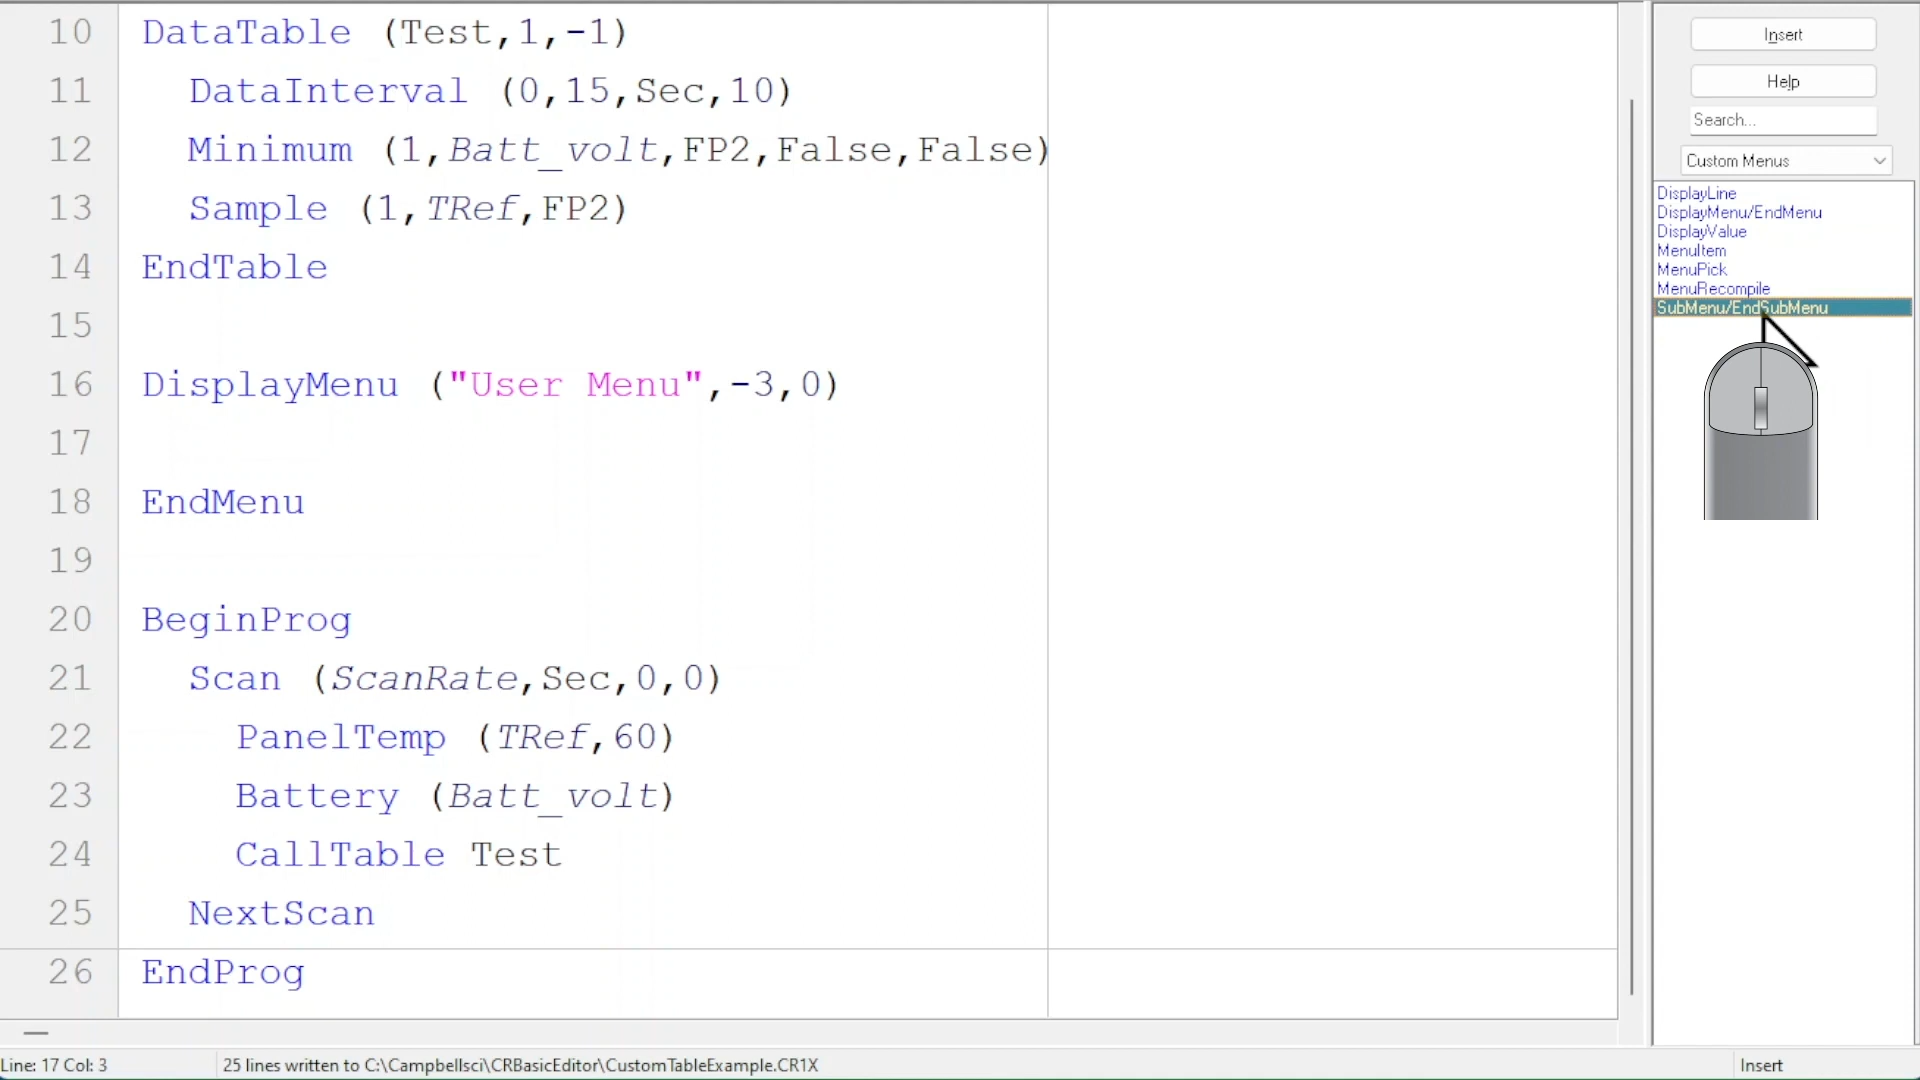 10 DataTable (Test,1,-1)
11 DataInterval (0,15,Sec,10)
12 Minimum (1,Batt_volt,FP2,False,False)
13 Sample (1,TRef,FP2)
14 EndTable
15
16 DisplayMenu ("User Menu",-3,0)
17
18 EndMenu
19
20 BeginProg
21 Scan (ScanRate,Sec,0,0)
22 PanelTemp (TRef,60)
23 Battery (Batt_volt)
24 CallTable Test
25 NextScan
26 EndProg
Insert
Help
Search...
Custom Menus
DisplayLine
DisplayMenu/EndMenu
DisplayValue
MenuItem
MenuPick
MenuRecompile
SubMenu/EndSubMenu
Line: 17 Col: 3
25 lines written to C:\Campbellsci\CRBasicEditor\CustomTableExample.CR1X
Insert